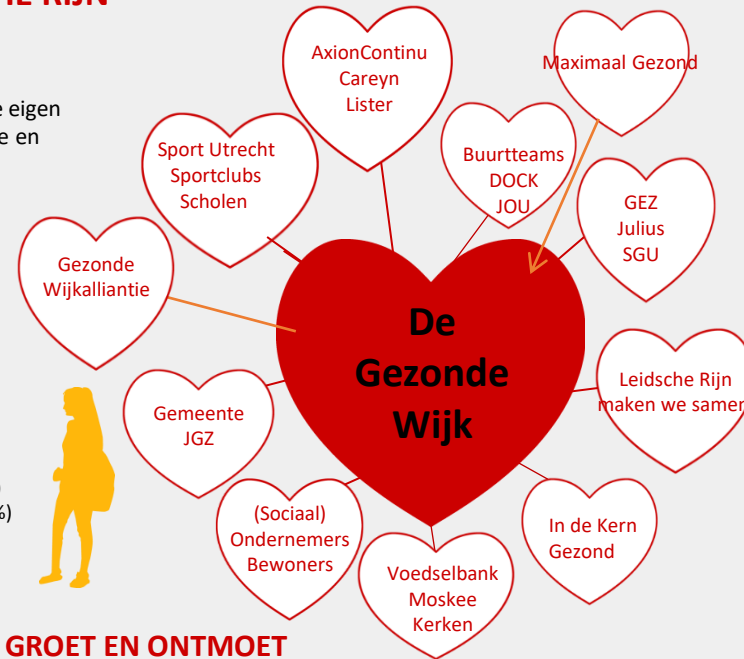 RIJN
e eigen
e en
AxionContinu
Careyn
Lister
Maximaal Gezond
Sport Utrecht
Sportclubs
Scholen
Buurtteams
DOCK
JOU
GEZ
Julius
SGU
Gezonde
Wijkalliantie
De
Gezonde
Wijk
Leidsche Rijn
maken we samen
Gemeente
JGZ
)
%)
(Sociaal)
Ondernemers
Bewoners
In de Kern
Gezond
Voedselbank
Moskee
Kerken
GROET EN ONTMOET